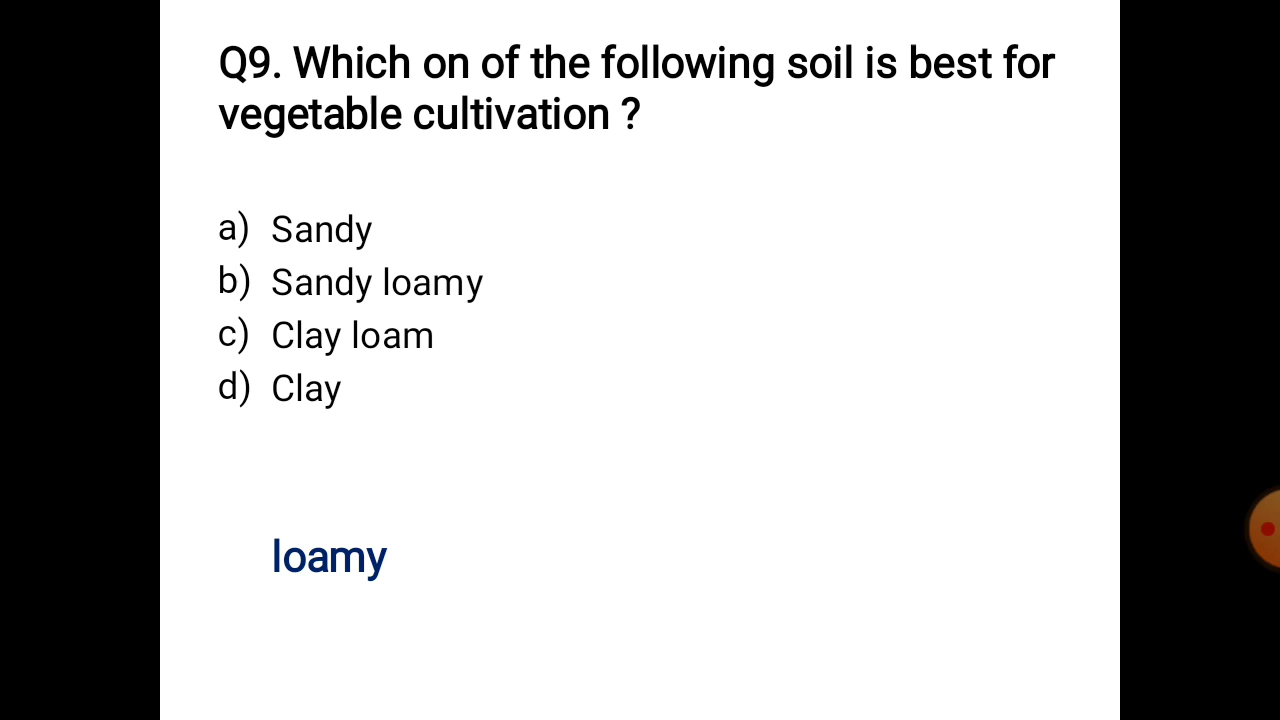 Q9. Which on of the following soil is best for
vegetable cultivation ?
a) Sandy
b) Sandy loamy
c) Clay loam
d) Clay
loamy